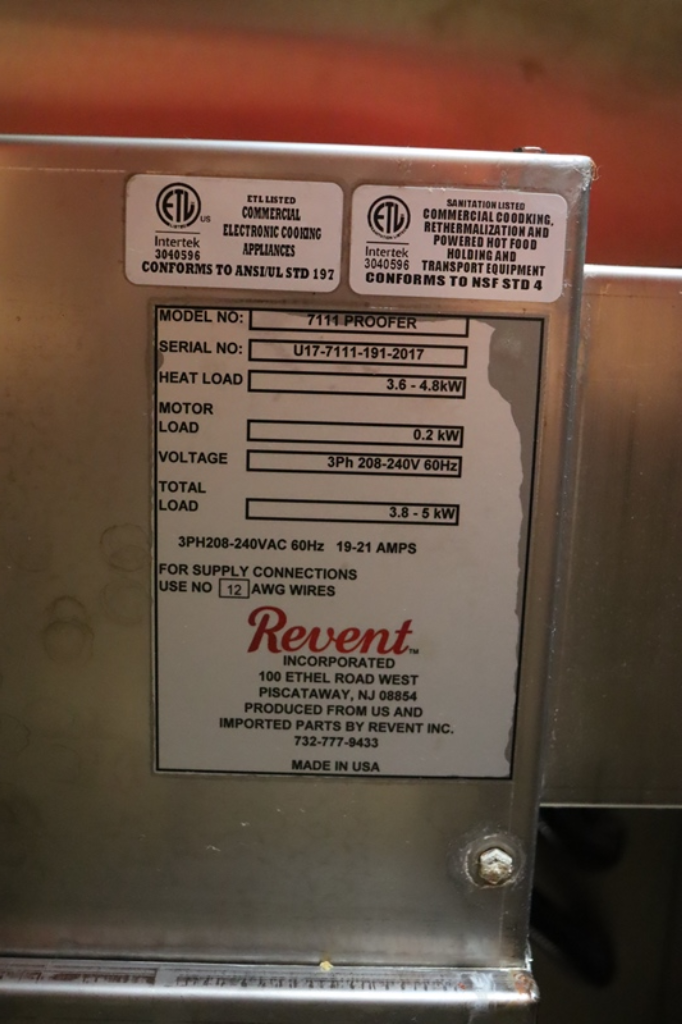 ETL US
Intertek
3040596
ETL LISTED
COMMERCIAL
ELECTRONIC COOKING
APPLIANCES
CONFORMS TO ANSI/UL STD 197
ETL
Intertek
3040596
SANITATION LISTED
COMMERCIAL COODKING,
RETHERMALIZATION AND
POWERED HOT FOOD
HOLDING AND
TRANSPORT EQUIPMENT
CONFORMS TO NSF STD 4
MODEL NO: 7111 PROOFER
SERIAL NO: U17-7111-191-2017
HEAT LOAD 3.6 - 4.8kW
MOTOR
LOAD 0.2 kW
VOLTAGE 3Ph 208-240V 60Hz
TOTAL
LOAD 3.8 - 5 kW
3PH208-240VAC 60Hz 19-21 AMPS
FOR SUPPLY CONNECTIONS
USE NO 12 AWG WIRES
Revent™
INCORPORATED
100 ETHEL ROAD WEST
PISCATAWAY, NJ 08854
PRODUCED FROM US AND
IMPORTED PARTS BY REVENT INC.
732-777-9433
MADE IN USA